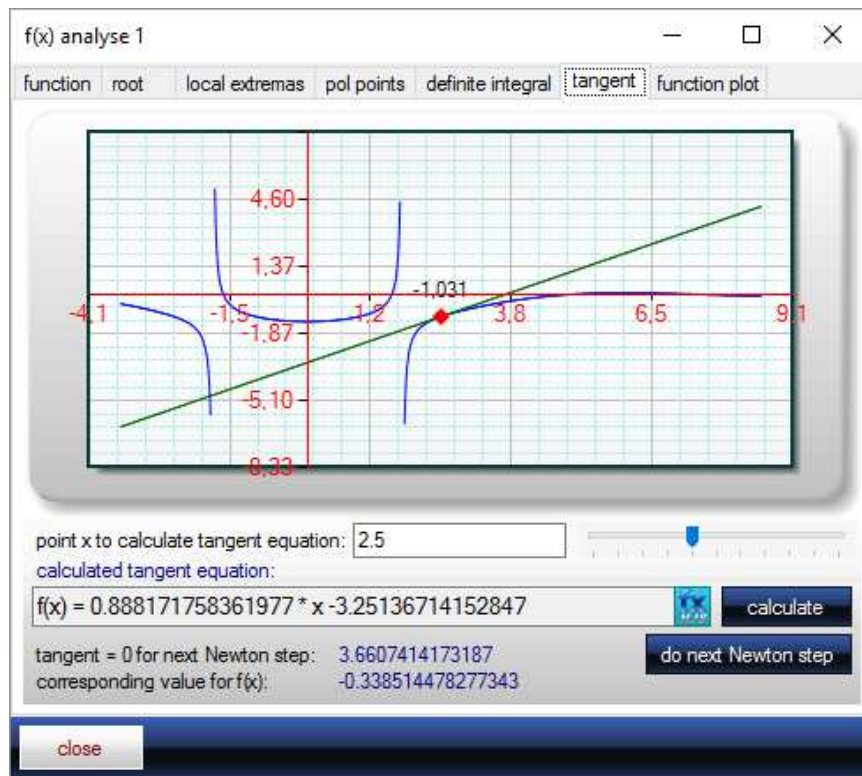 f(x) analyse 1
function root local extremas pol points definite integral tangent function plot
4,60
1,37
-1,031
-4,1 -1,5 1,2 3,8 6,5 9,1
-1,87
-5,10
-8,33
point x to calculate tangent equation: 2.5
calculated tangent equation:
f(x) = 0.888171758361977 * x -3.25136714152847 calculate
tangent = 0 for next Newton step: 3.6607414173187 do next Newton step
corresponding value for f(x): -0.338514478277343
close